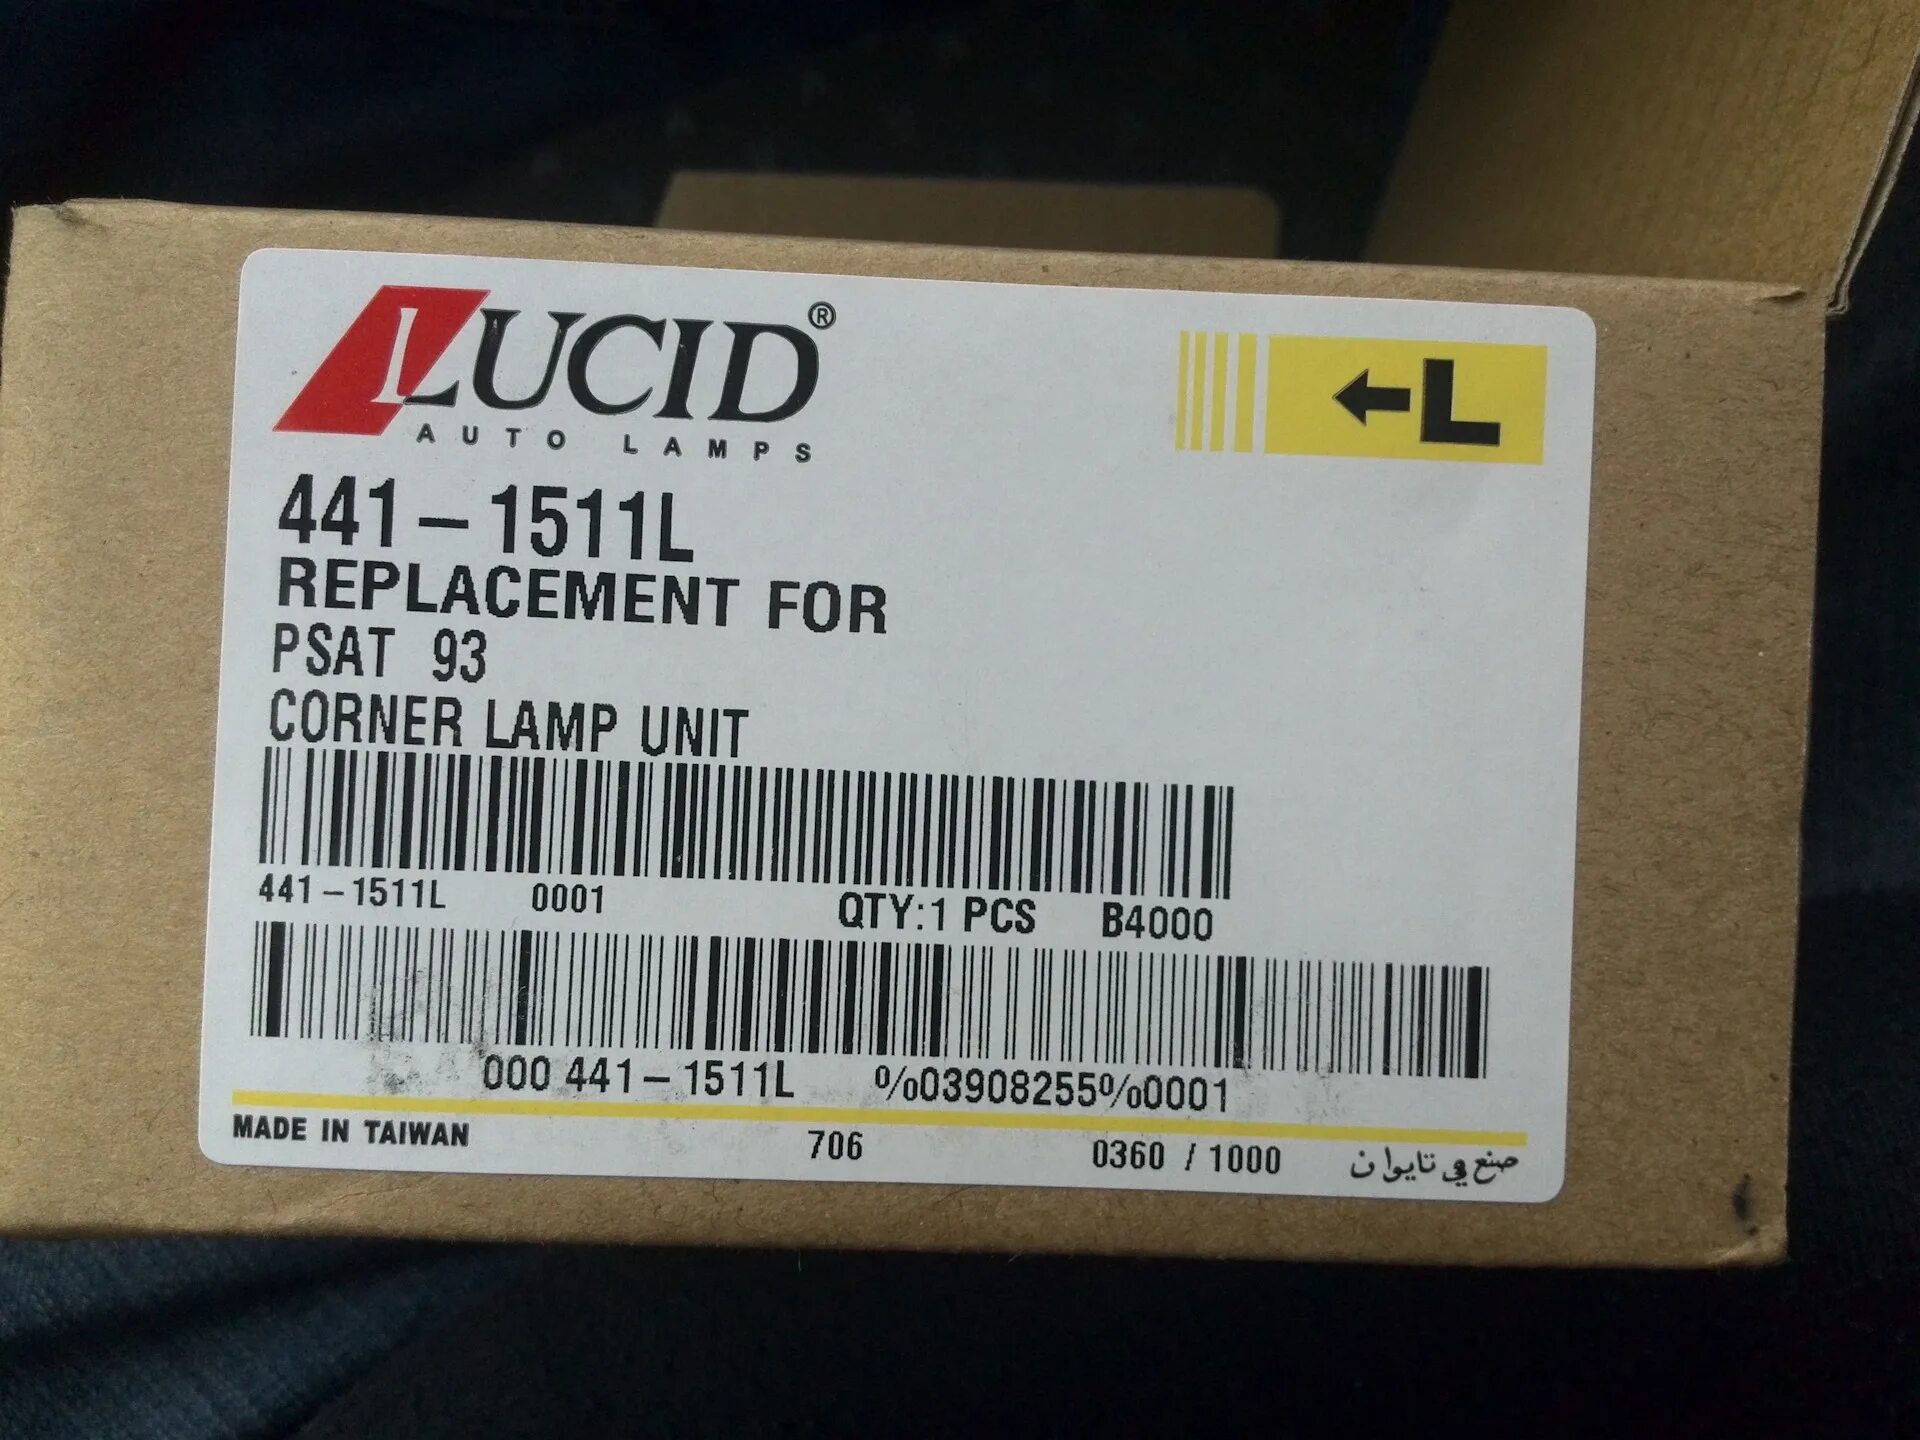 LUCID®
AUTO LAMPS
←L
441-1511L
REPLACEMENT FOR
PSAT 93
CORNER LAMP UNIT
441-1511L 0001 QTY:1 PCS B4000
000 441-1511L %03908255%0001
MADE IN TAIWAN 706 0360 / 1000 صنع في تايوان